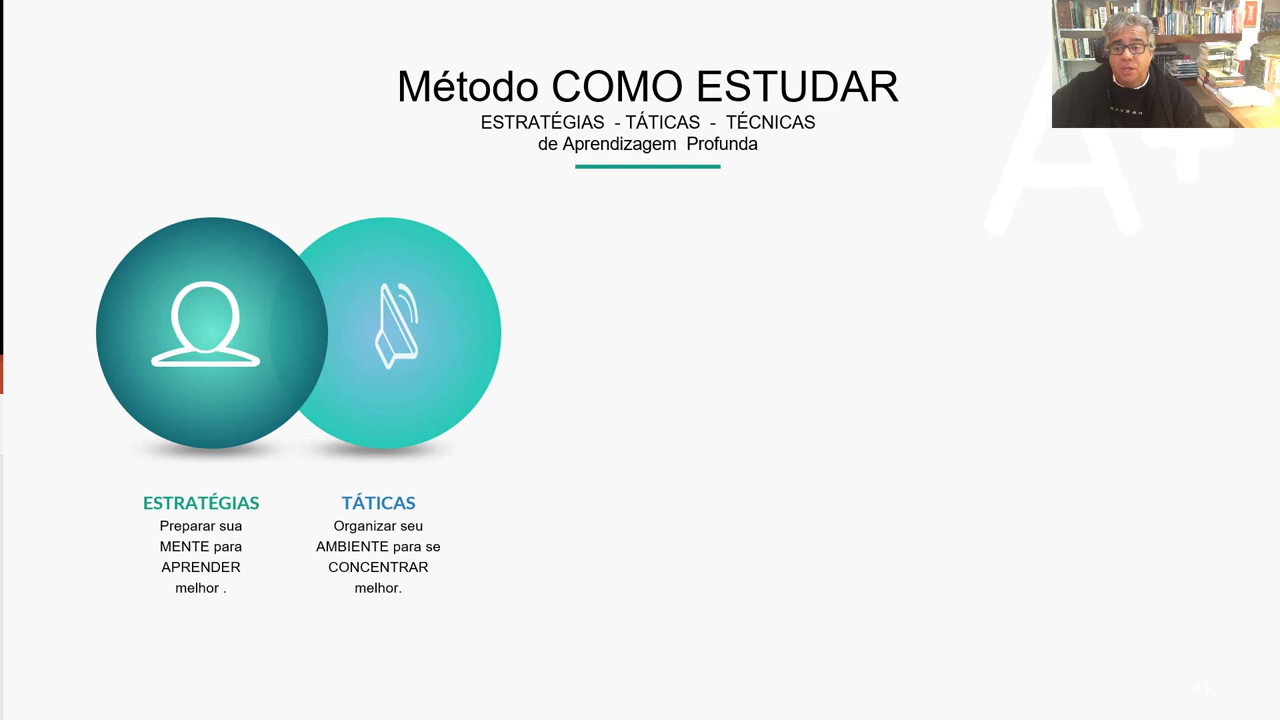 Método COMO ESTUDAR
ESTRATÉGIAS - TÁTICAS - TÉCNICAS
de Aprendizagem Profunda
A+
ESTRATÉGIAS
Preparar sua
MENTE para
APRENDER
melhor .
TÁTICAS
Organizar seu
AMBIENTE para se
CONCENTRAR
melhor.